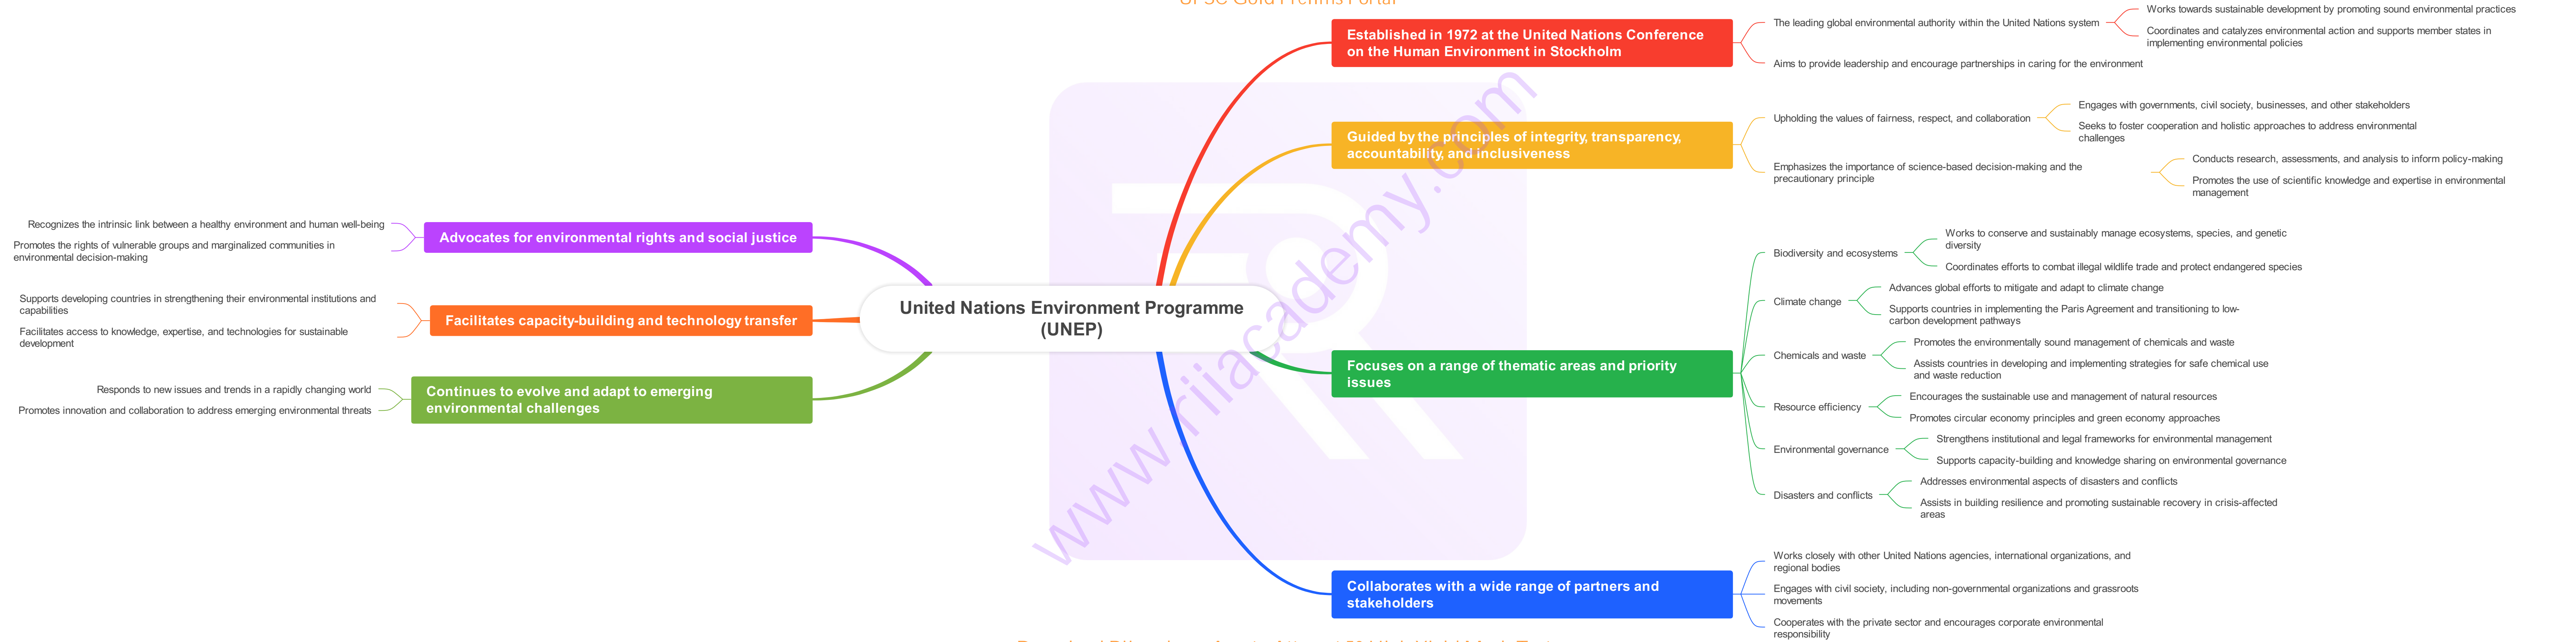 UPSC Gold Prelims Portal
United Nations Environment Programme
(UNEP)
Established in 1972 at the United Nations Conference
on the Human Environment in Stockholm
The leading global environmental authority within the United Nations system
Works towards sustainable development by promoting sound environmental practices
Coordinates and catalyzes environmental action and supports member states in
implementing environmental policies
Aims to provide leadership and encourage partnerships in caring for the environment
Guided by the principles of integrity, transparency,
accountability, and inclusiveness
Upholding the values of fairness, respect, and collaboration
Engages with governments, civil society, businesses, and other stakeholders
Seeks to foster cooperation and holistic approaches to address environmental
challenges
Emphasizes the importance of science-based decision-making and the
precautionary principle
Conducts research, assessments, and analysis to inform policy-making
Promotes the use of scientific knowledge and expertise in environmental
management
Focuses on a range of thematic areas and priority
issues
Biodiversity and ecosystems
Works to conserve and sustainably manage ecosystems, species, and genetic
diversity
Coordinates efforts to combat illegal wildlife trade and protect endangered species
Climate change
Advances global efforts to mitigate and adapt to climate change
Supports countries in implementing the Paris Agreement and transitioning to low-
carbon development pathways
Chemicals and waste
Promotes the environmentally sound management of chemicals and waste
Assists countries in developing and implementing strategies for safe chemical use
and waste reduction
Resource efficiency
Encourages the sustainable use and management of natural resources
Promotes circular economy principles and green economy approaches
Environmental governance
Strengthens institutional and legal frameworks for environmental management
Supports capacity-building and knowledge sharing on environmental governance
Disasters and conflicts
Addresses environmental aspects of disasters and conflicts
Assists in building resilience and promoting sustainable recovery in crisis-affected
areas
Collaborates with a wide range of partners and
stakeholders
Works closely with other United Nations agencies, international organizations, and
regional bodies
Engages with civil society, including non-governmental organizations and grassroots
movements
Cooperates with the private sector and encourages corporate environmental
responsibility
Advocates for environmental rights and social justice
Recognizes the intrinsic link between a healthy environment and human well-being
Promotes the rights of vulnerable groups and marginalized communities in
environmental decision-making
Facilitates capacity-building and technology transfer
Supports developing countries in strengthening their environmental institutions and
capabilities
Facilitates access to knowledge, expertise, and technologies for sustainable
development
Continues to evolve and adapt to emerging
environmental challenges
Responds to new issues and trends in a rapidly changing world
Promotes innovation and collaboration to address emerging environmental threats